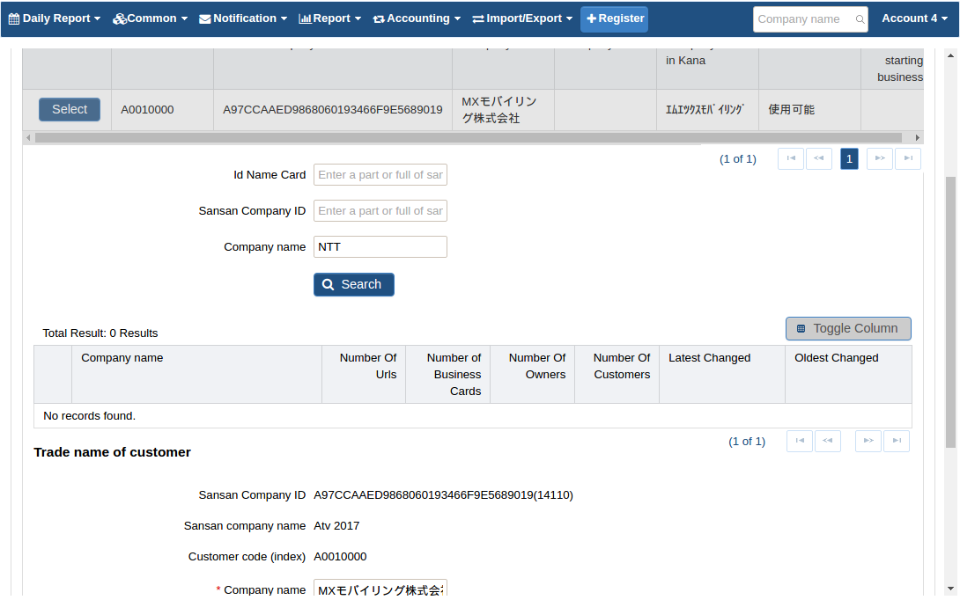 Daily Report Common Notification Report Accounting Import/Export Register Company name Account 4
in Kana starting
business
Select A0010000 A97CCAAED9868060193466F9E5689019 MXモバイリン ｴﾑｴﾂｸｽﾓﾊﾞｲﾘﾝｸﾞ 使用可能
グ株式会社
(1 of 1) 1
Id Name Card Enter a part or full of sar
Sansan Company ID Enter a part or full of sar
Company name NTT
Search
Total Result: 0 Results Toggle Column
Company name Number Of Number of Number Of Number Of Latest Changed Oldest Changed
Urls Business Owners Customers
Cards
No records found.
(1 of 1)
Trade name of customer
Sansan Company ID A97CCAAED9868060193466F9E5689019(14110)
Sansan company name Atv 2017
Customer code (index) A0010000
* Company name MXモバイリング株式会